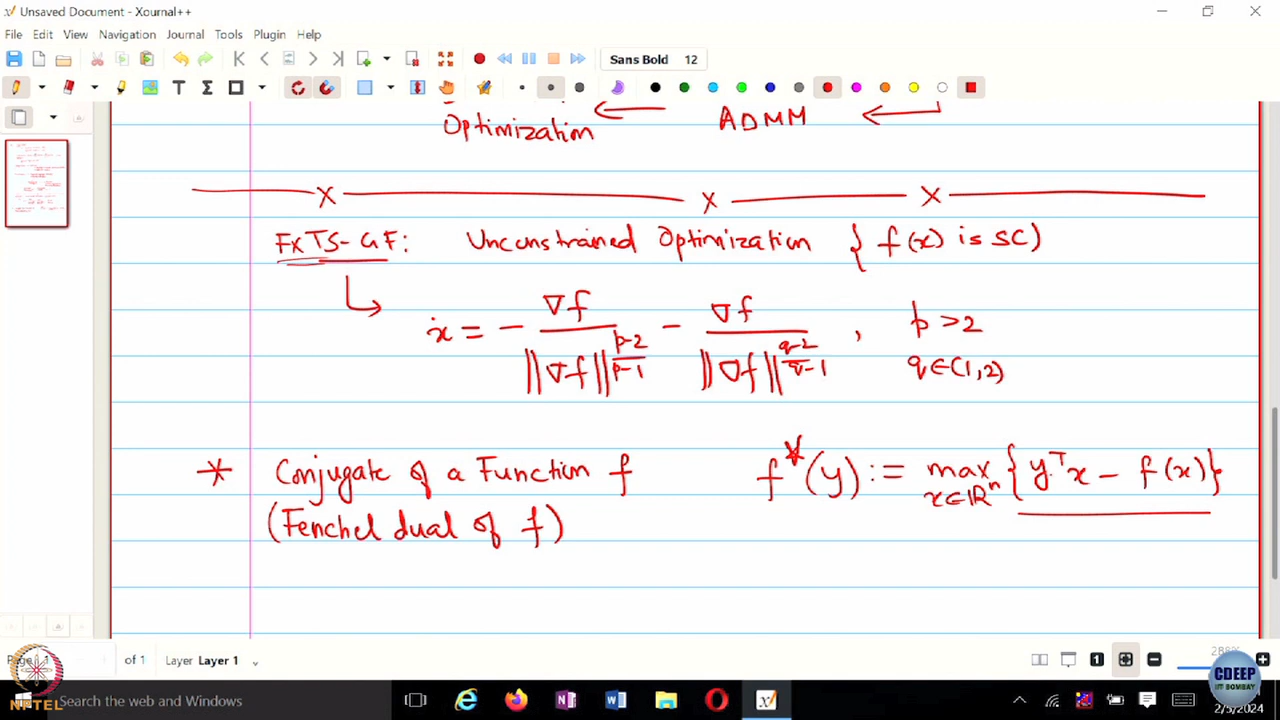 Unsaved Document - Xournal++
File Edit View Navigation Journal Tools Plugin Help
Sans Bold 12
Optimization ← ADMM ←
FxTS-GF: Unconstrained Optimization { f(x) is SC)
ẋ = - ∇f / ||∇f||^{(p-2)/(p-1)} - ∇f / ||∇f||^{(q-2)/(q-1)} , p > 2
q ∈ (1,2)
* Conjugate of a Function f f*(y) := max_{x∈ℝⁿ} {y^T x - f(x)}
(Fenchel dual of f)
of 1 Layer Layer 1
288%
NPTEL
Search the web and Windows
CDEEP
IIT BOMBAY